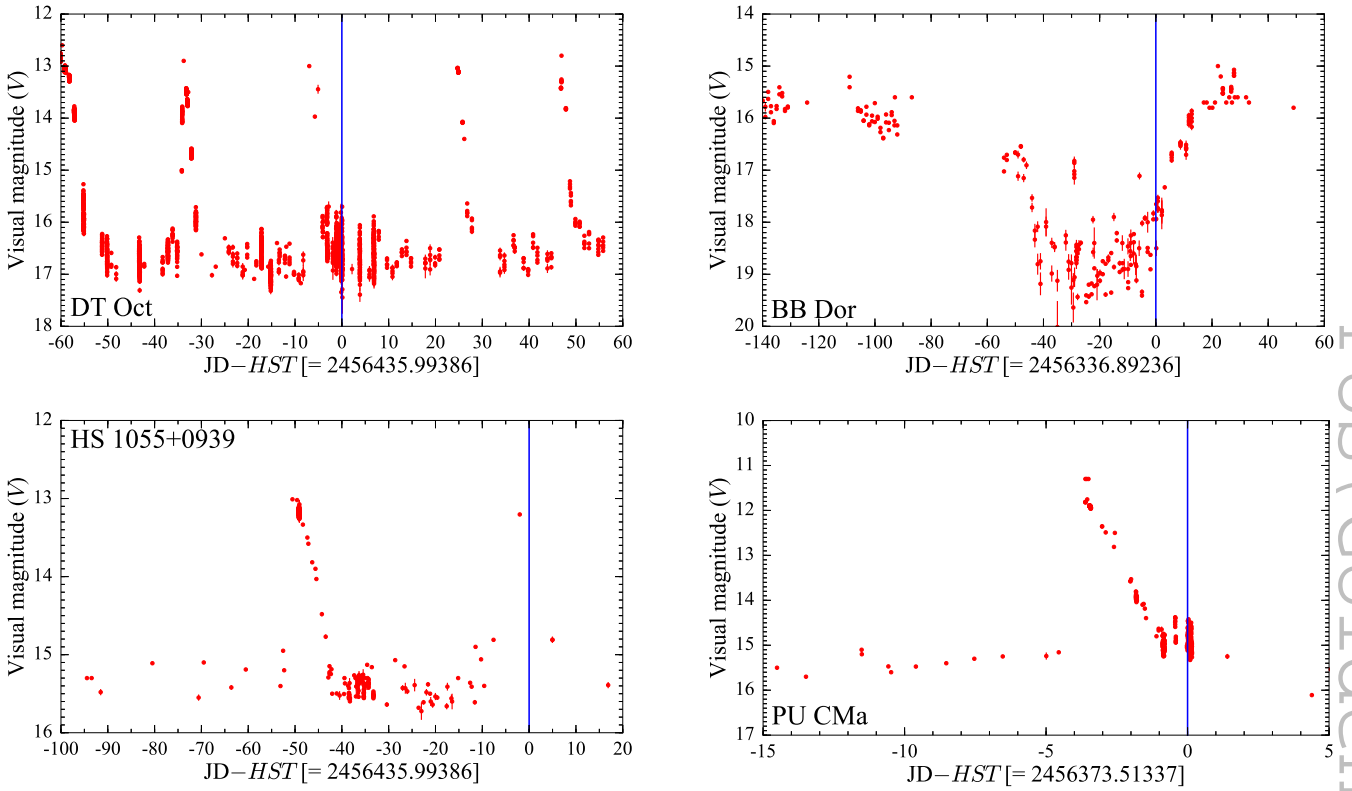 12
13
14
15
16
17
18
Visual magnitude (V)
DT Oct
-60 -50 -40 -30 -20 -10 0 10 20 30 40 50 60
JD−HST [= 2456435.99386]
14
15
16
17
18
19
20
Visual magnitude (V)
BB Dor
-140 -120 -100 -80 -60 -40 -20 0 20 40 60
JD−HST [= 2456336.89236]
12
13
14
15
16
Visual magnitude (V)
HS 1055+0939
-100 -90 -80 -70 -60 -50 -40 -30 -20 -10 0 10 20
JD−HST [= 2456435.99386]
10
11
12
13
14
15
16
17
Visual magnitude (V)
PU CMa
-15 -10 -5 0 5
JD−HST [= 2456373.51337]